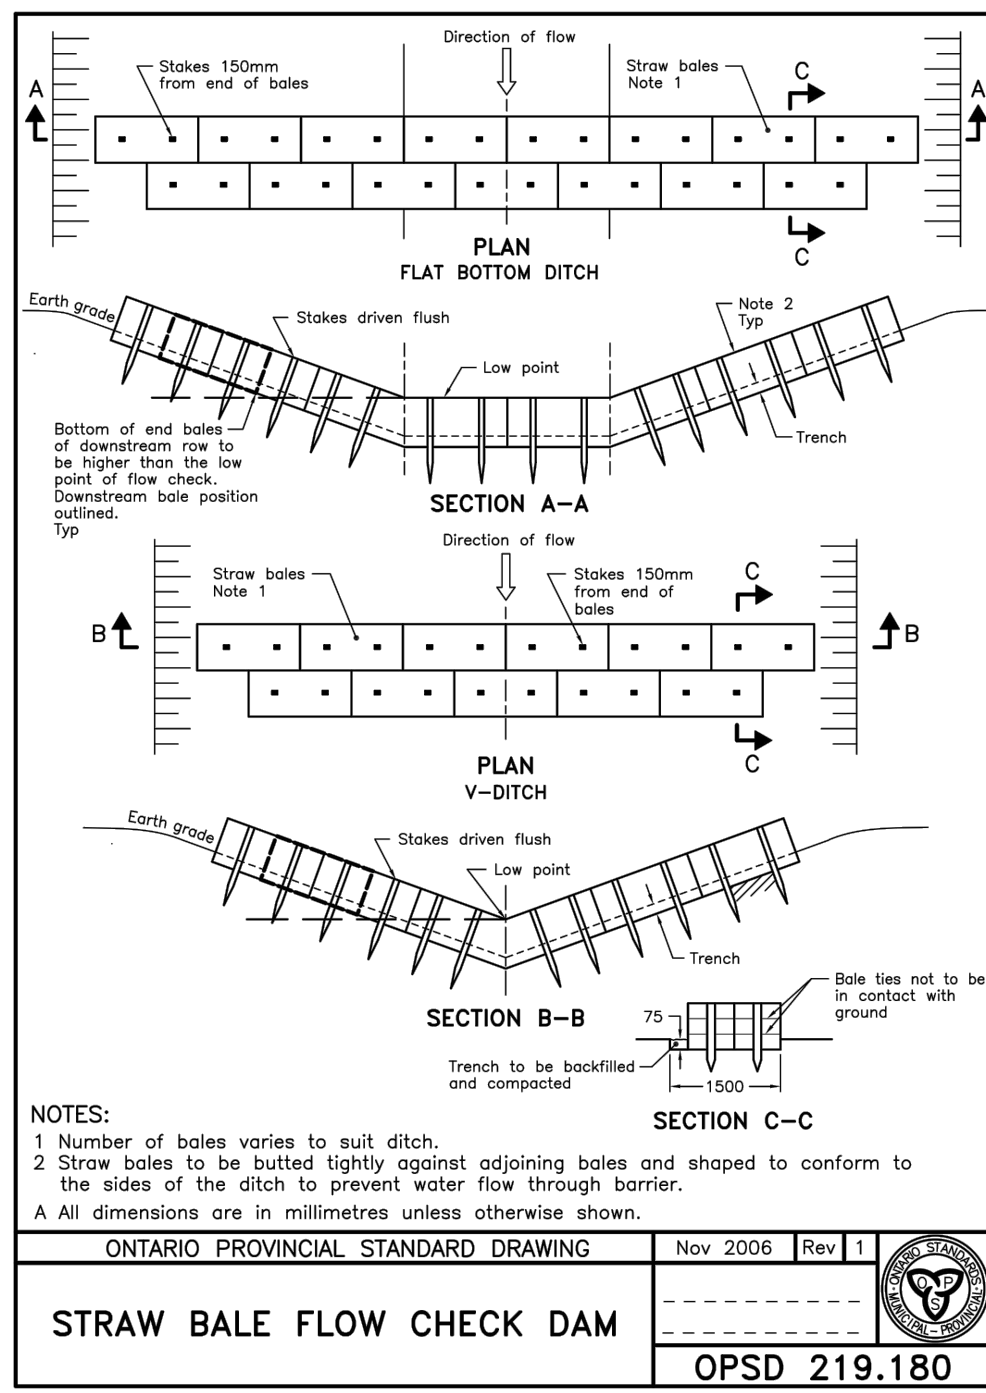 Direction of flow
Stakes 150mm
from end of bales
Straw bales
Note 1
C
A
A
C
PLAN
FLAT BOTTOM DITCH
Earth grade
Stakes driven flush
Note 2
Typ
Low point
Bottom of end bales
of downstream row to
be higher than the low
point of flow check.
Downstream bale position
outlined.
Typ
Trench
SECTION A-A
Direction of flow
Straw bales
Note 1
Stakes 150mm
from end of
bales
C
B
B
C
PLAN
V-DITCH
Earth grade
Stakes driven flush
Low point
Trench
SECTION B-B
Bale ties not to be
in contact with
ground
75
Trench to be backfilled
and compacted
1500
SECTION C-C
NOTES:
1 Number of bales varies to suit ditch.
2 Straw bales to be butted tightly against adjoining bales and shaped to conform to
the sides of the ditch to prevent water flow through barrier.
A All dimensions are in millimetres unless otherwise shown.
ONTARIO PROVINCIAL STANDARD DRAWING
Nov 2006
Rev
1
STRAW BALE FLOW CHECK DAM
ONTARIO STANDARDS
MUNICIPAL - PROVINCIAL
O P
S
OPSD 219.180